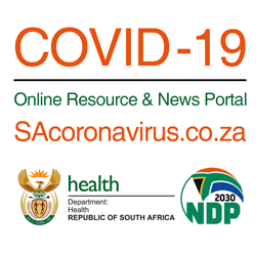 COVID-19
Online Resource & News Portal
SAcoronavirus.co.za
health
Department:
Health
REPUBLIC OF SOUTH AFRICA
2030
NDP